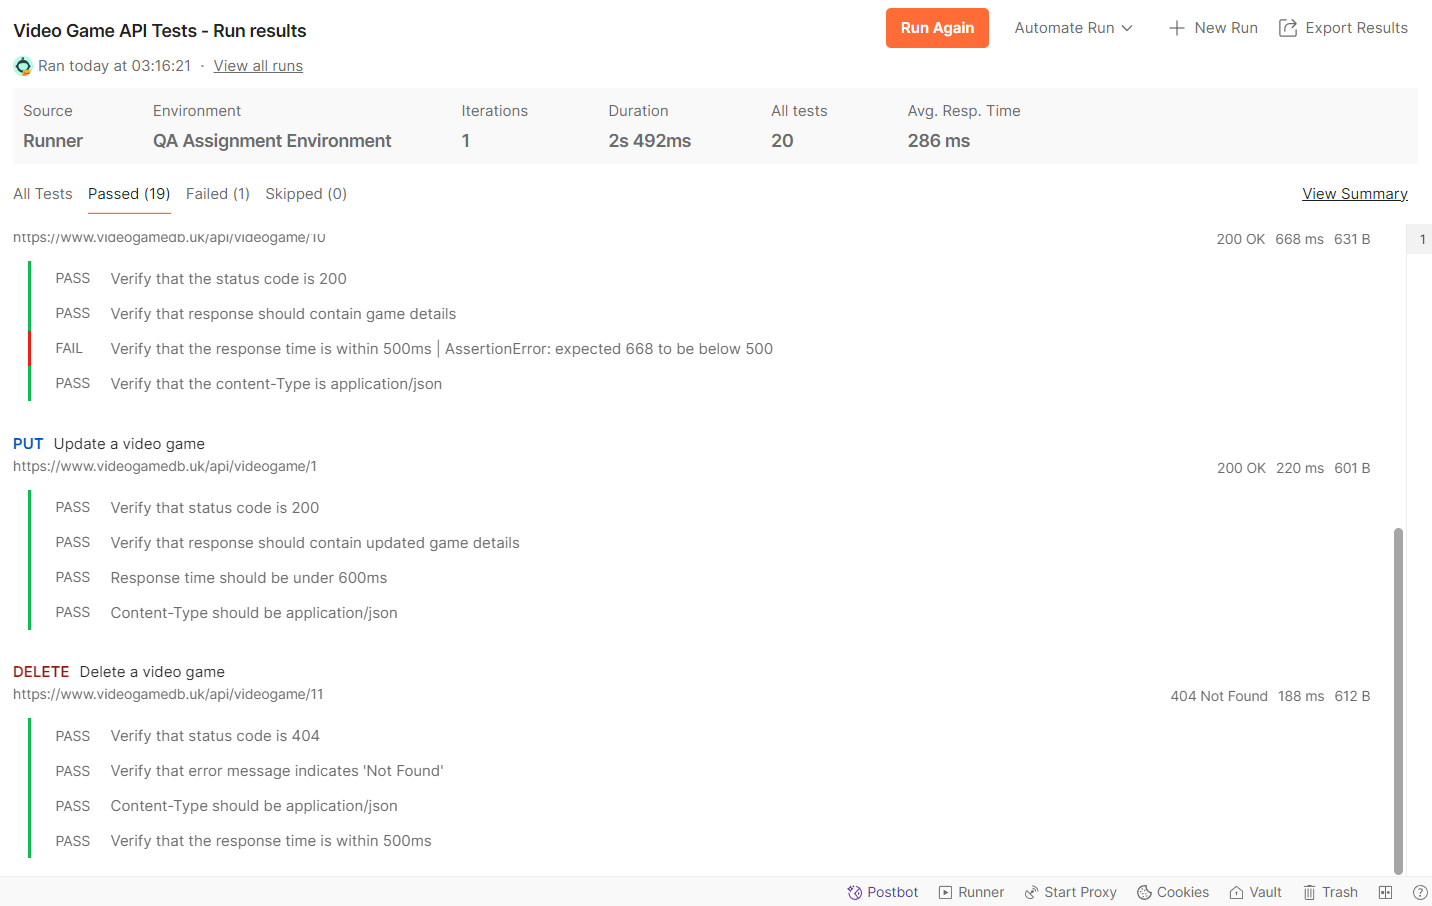 Video Game API Tests - Run results
Run Again
Automate Run
New Run
Export Results
Ran today at 03:16:21 · View all runs
Source Environment Iterations Duration All tests Avg. Resp. Time
Runner QA Assignment Environment 1 2s 492ms 20 286 ms
All Tests Passed (19) Failed (1) Skipped (0) View Summary
https://www.videogamedb.uk/api/videogame/10 200 OK 668 ms 631 B 1
PASS Verify that the status code is 200
PASS Verify that response should contain game details
FAIL Verify that the response time is within 500ms | AssertionError: expected 668 to be below 500
PASS Verify that the content-Type is application/json
PUT Update a video game
https://www.videogamedb.uk/api/videogame/1 200 OK 220 ms 601 B
PASS Verify that status code is 200
PASS Verify that response should contain updated game details
PASS Response time should be under 600ms
PASS Content-Type should be application/json
DELETE Delete a video game
https://www.videogamedb.uk/api/videogame/11 404 Not Found 188 ms 612 B
PASS Verify that status code is 404
PASS Verify that error message indicates 'Not Found'
PASS Content-Type should be application/json
PASS Verify that the response time is within 500ms
Postbot Runner Start Proxy Cookies Vault Trash